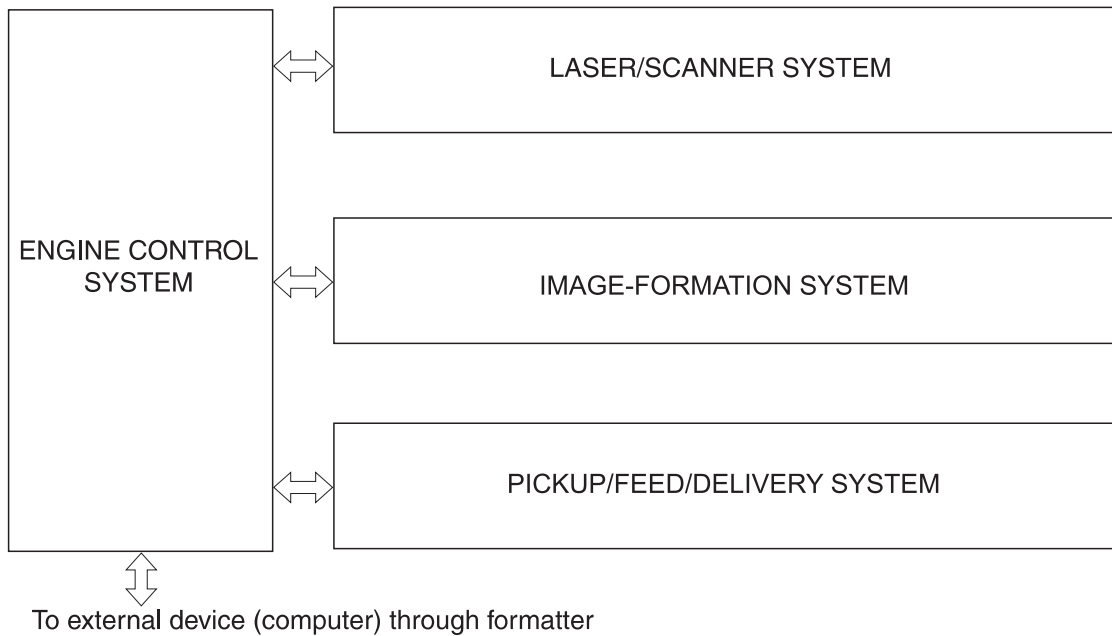 LASER/SCANNER SYSTEM
ENGINE CONTROL
SYSTEM
IMAGE-FORMATION SYSTEM
PICKUP/FEED/DELIVERY SYSTEM
To external device (computer) through formatter